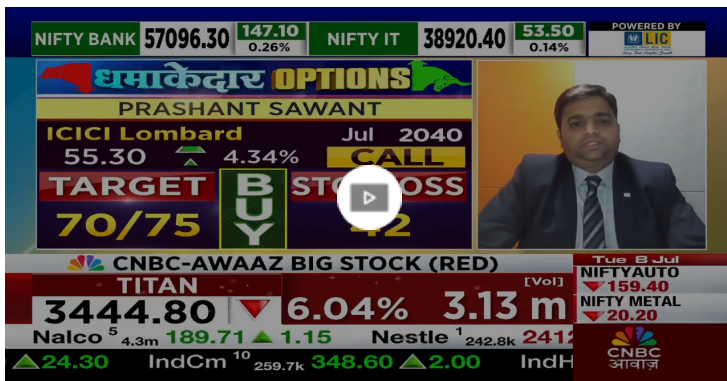 NIFTY BANK 57096.30 147.10 0.26% NIFTY IT 38920.40 53.50 0.14%
POWERED BY
LIC
धमाकेदार OPTIONS
PRASHANT SAWANT
ICICI Lombard Jul 2040
55.30 4.34% CALL
TARGET BUY
70/75 42
CNBC-AWAAZ BIG STOCK (RED)
TITAN [Vol]
3444.80 6.04% 3.13 m
Tue 8 Jul
NIFTYAUTO
159.40
NIFTY METAL
20.20
Nalco 5 4.3m 189.71 1.15 Nestle 1 242.8k 2412
24.30 IndCm 10 259.7k 348.60 2.00 IndH
CNBC
आवाज़